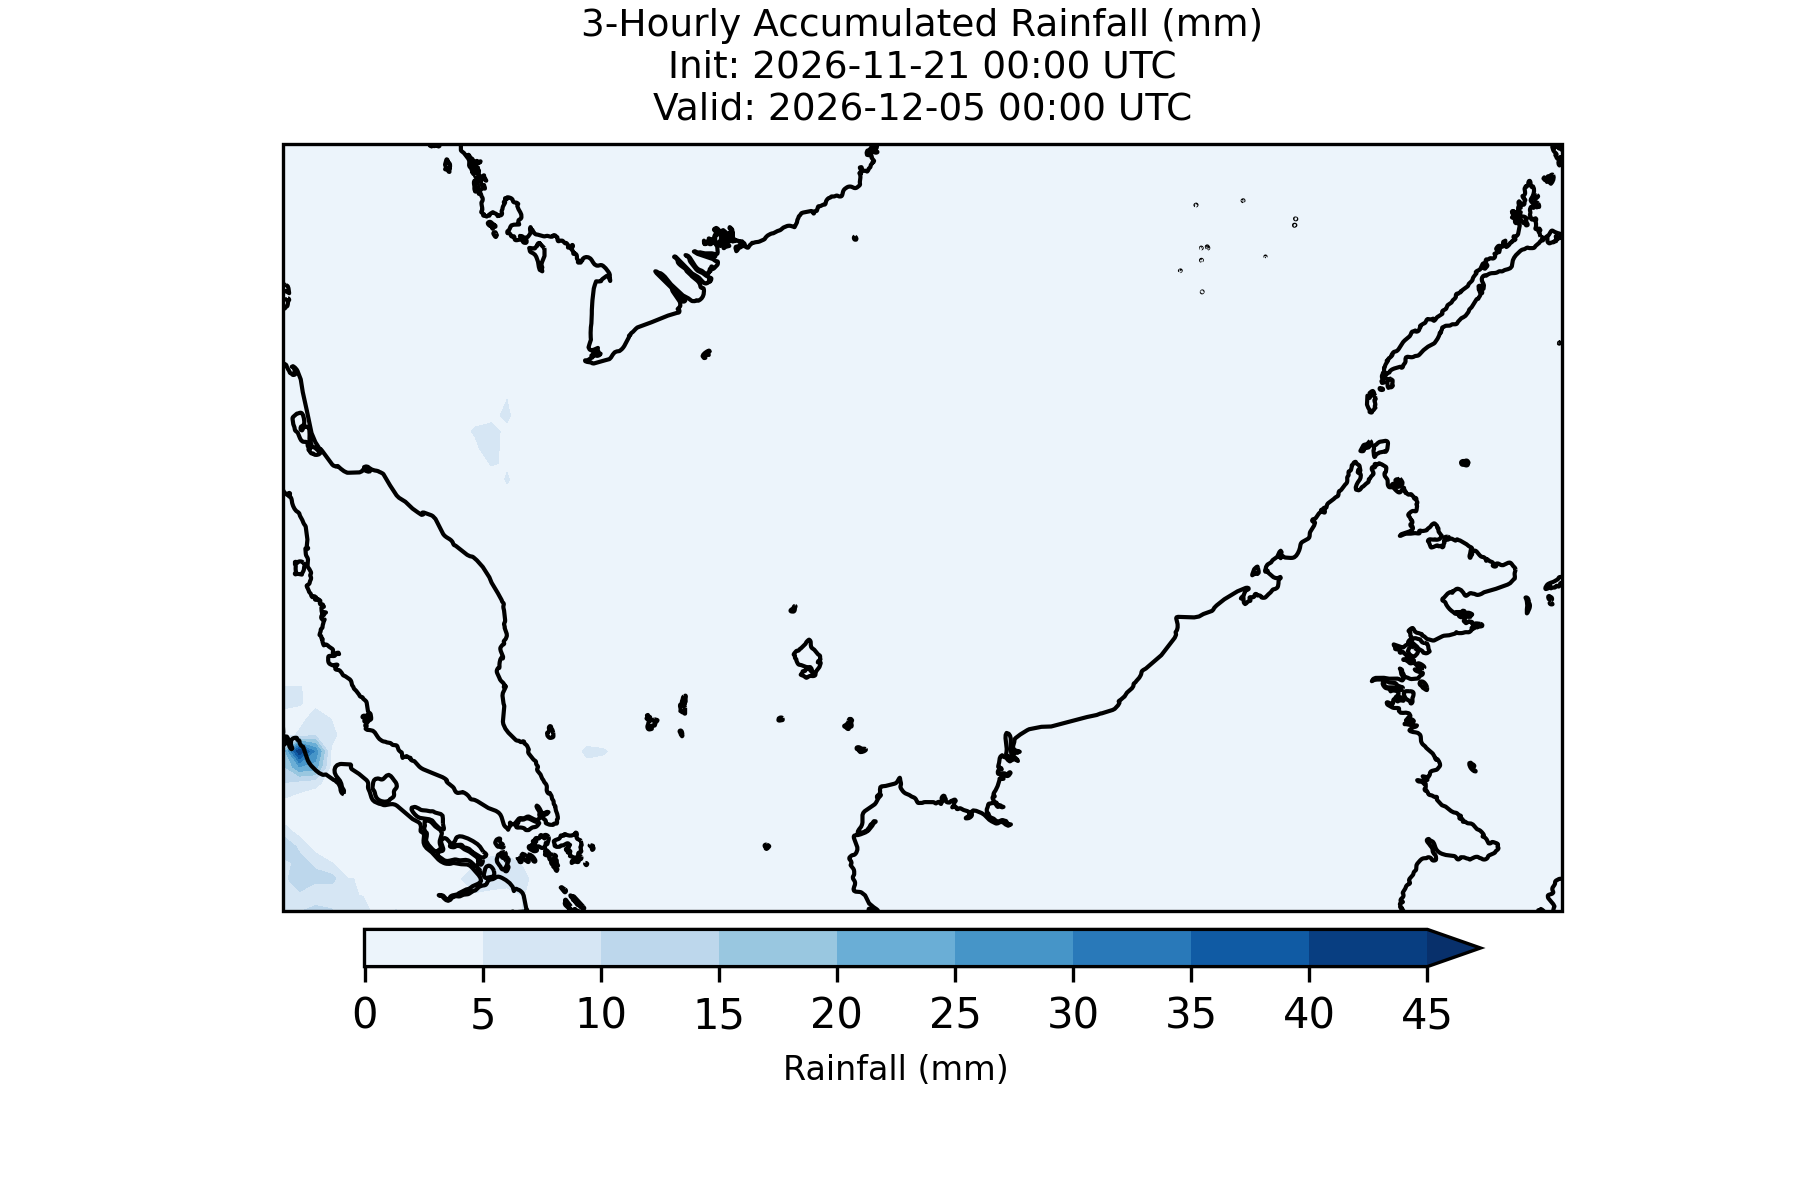 3-Hourly Accumulated Rainfall (mm)
Init: 2026-11-21 00:00 UTC
Valid: 2026-12-05 00:00 UTC
0 5 10 15 20 25 30 35 40 45
Rainfall (mm)